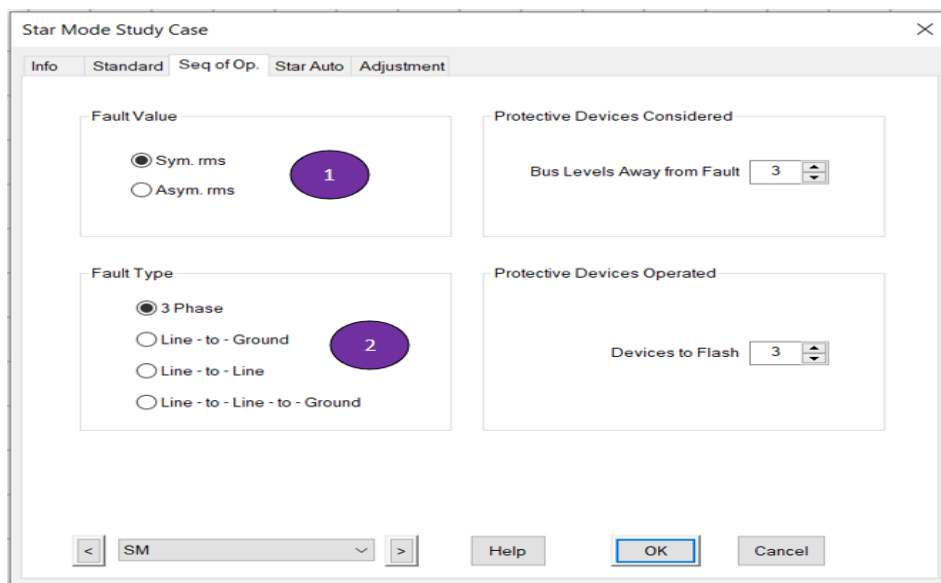 Star Mode Study Case
Info Standard Seq of Op. Star Auto Adjustment
Fault Value
Sym. rms
Asym. rms
1
Protective Devices Considered
Bus Levels Away from Fault 3
Fault Type
3 Phase
Line - to - Ground
Line - to - Line
Line - to - Line - to - Ground
2
Protective Devices Operated
Devices to Flash 3
< SM > Help OK Cancel